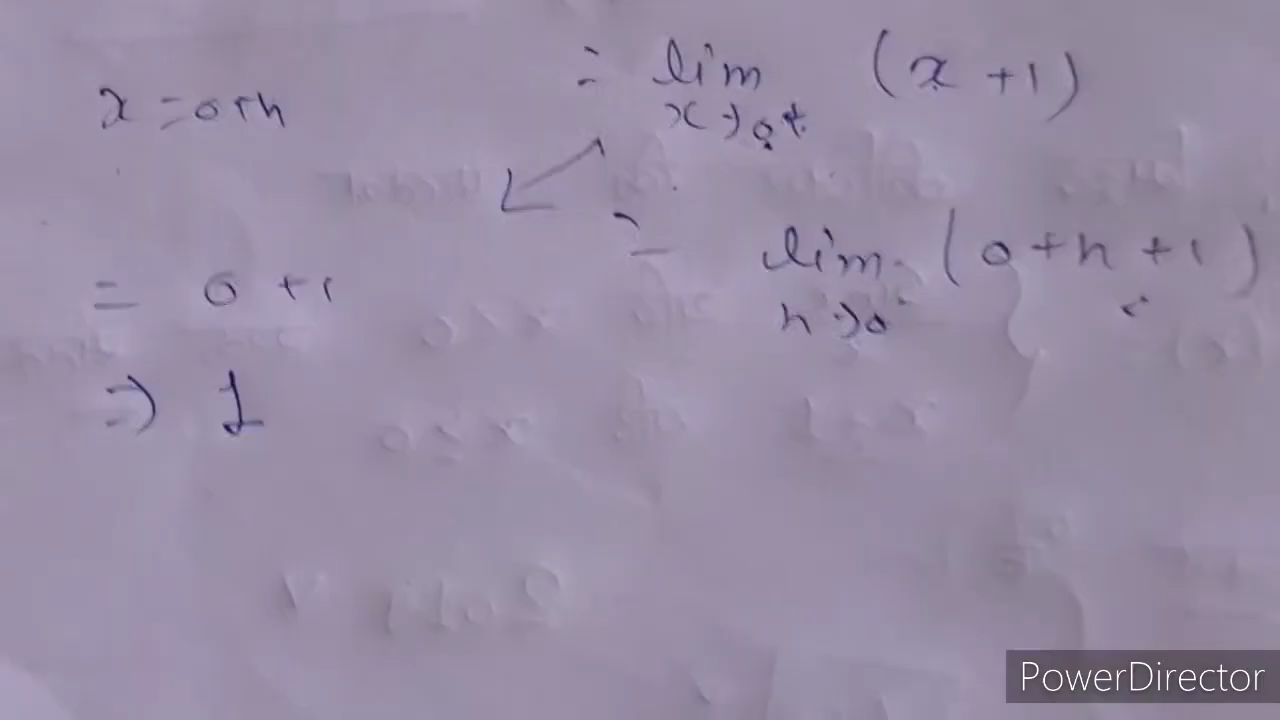 = lim (x + 1)
x→0+
x = 0+h
= lim (0 + h + 1)
h→0
= 0 + 1
⇒ 1
PowerDirector